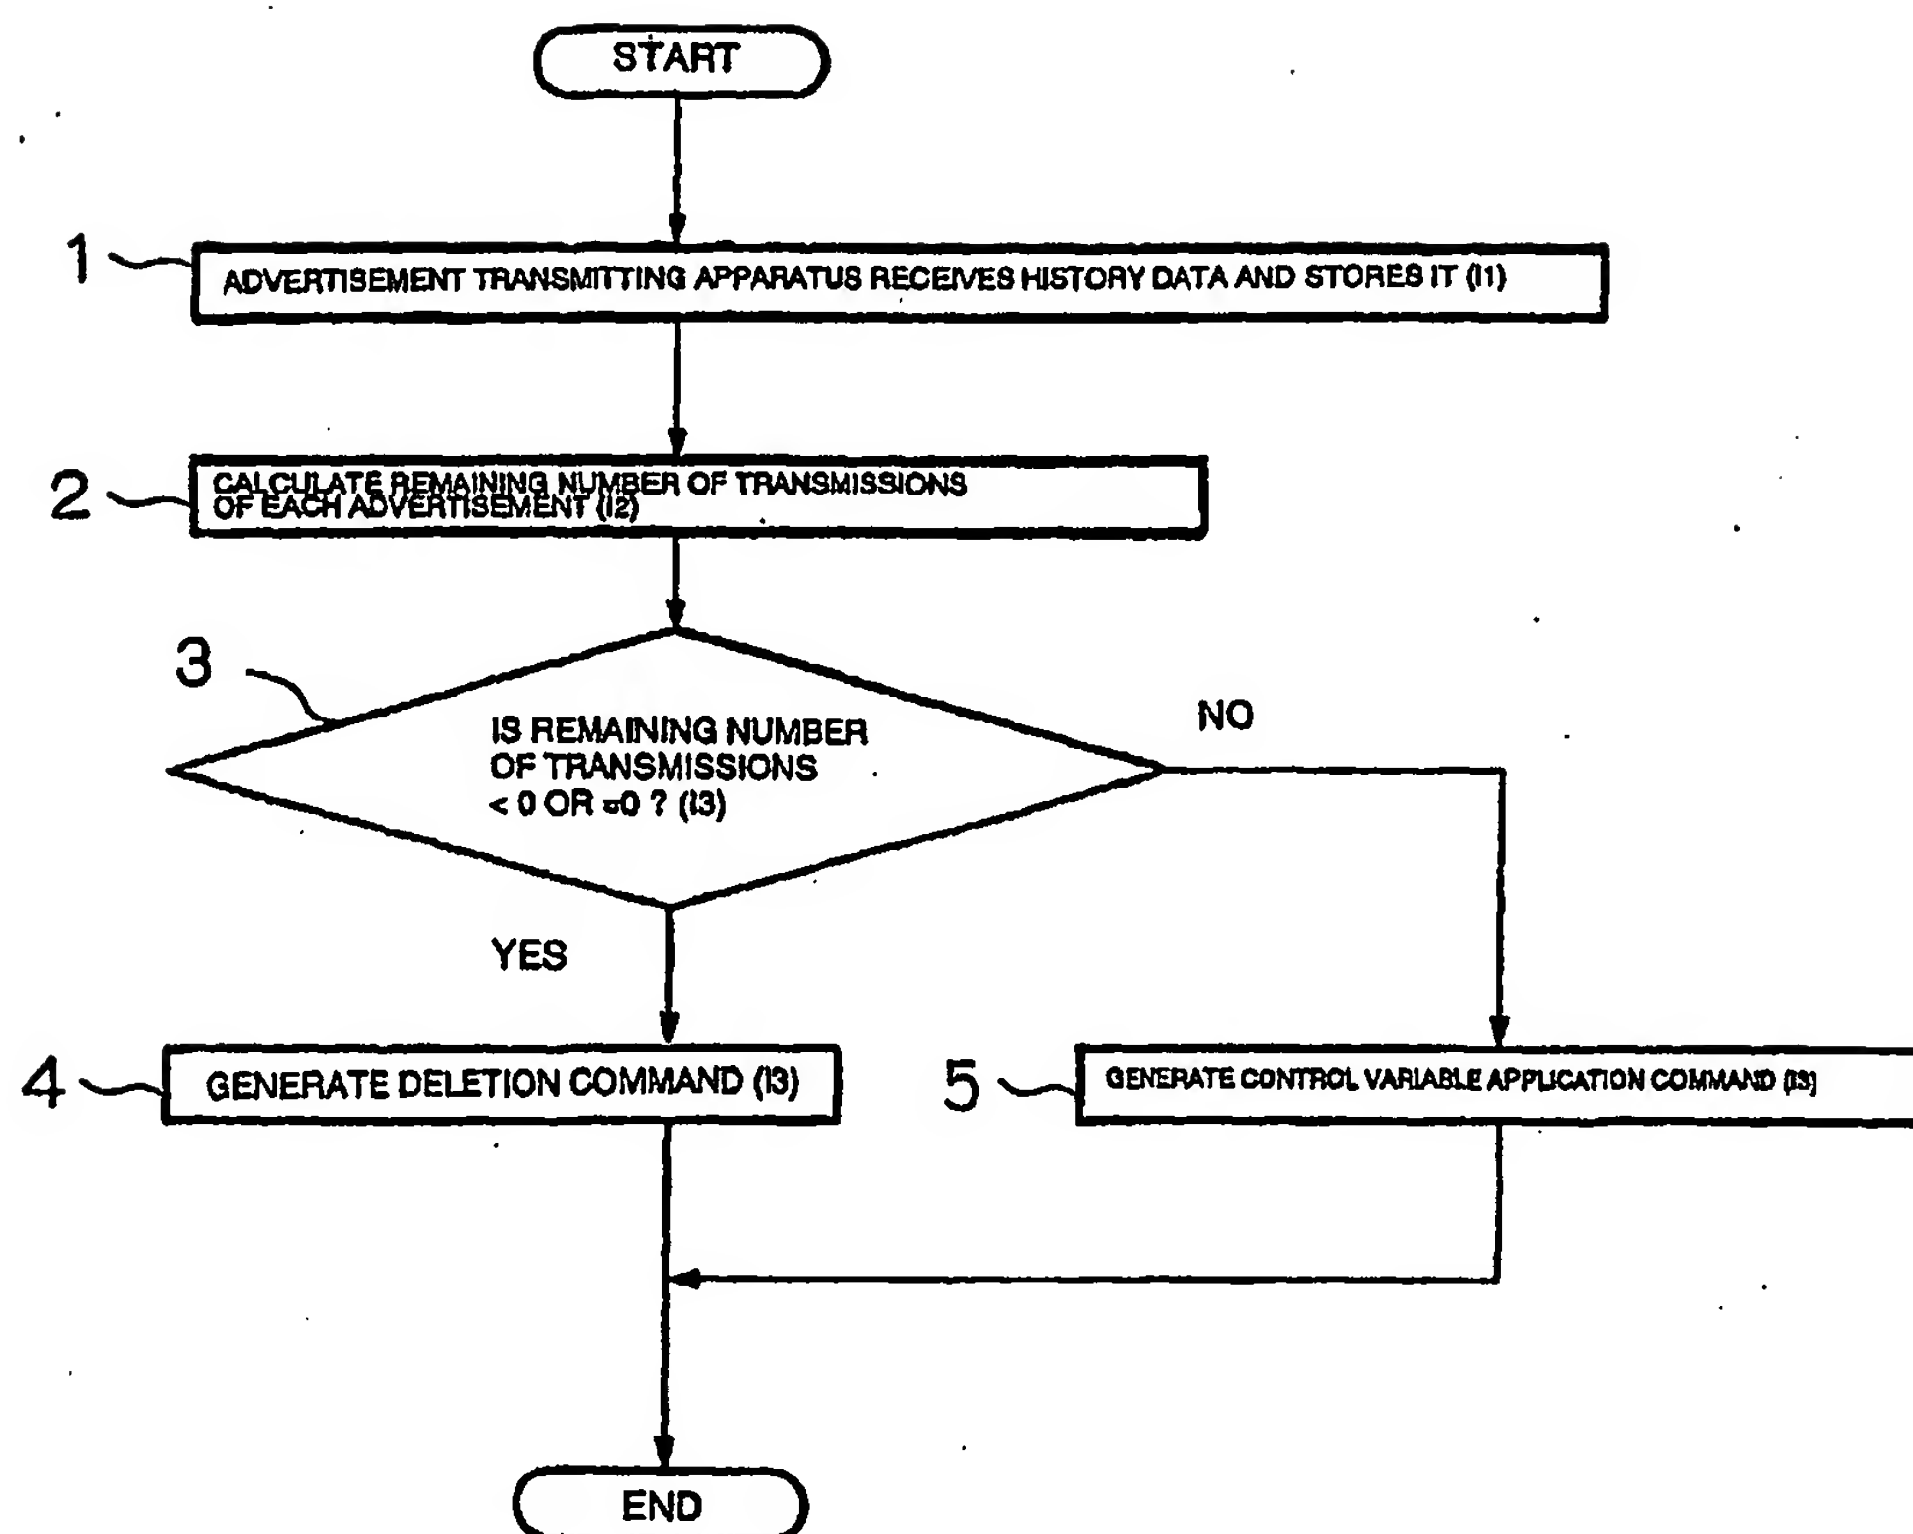 START
1
ADVERTISEMENT TRANSMITTING APPARATUS RECEIVES HISTORY DATA AND STORES IT (I1)
2
CALCULATE REMAINING NUMBER OF TRANSMISSIONS
OF EACH ADVERTISEMENT (I2)
3
IS REMAINING NUMBER
OF TRANSMISSIONS
< 0 OR =0 ? (I3)
NO
YES
4
GENERATE DELETION COMMAND (I3)
5
GENERATE CONTROL VARIABLE APPLICATION COMMAND (I3)
END